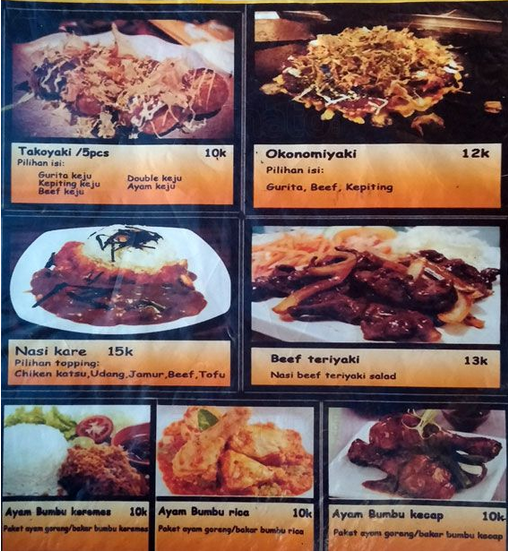 Takoyaki /5pcs 10k
Pilihan isi:
Gurita keju Double keju
Kepiting keju Ayam keju
Beef keju
Okonomiyaki 12k
Pilihan isi:
Gurita, Beef, Kepiting
Nasi kare 15k
Pilihan topping:
Chiken katsu,Udang,Jamur,Beef,Tofu
Beef teriyaki 13k
Nasi beef teriyaki salad
Ayam Bumbu keremes 10k
Paket ayam goreng/bakar bumbu keremes
Ayam Bumbu rica 10k
Paket ayam goreng/bakar bumbu rica
Ayam Bumbu kecap 10k
Paket ayam goreng/bakar bumbu kecap